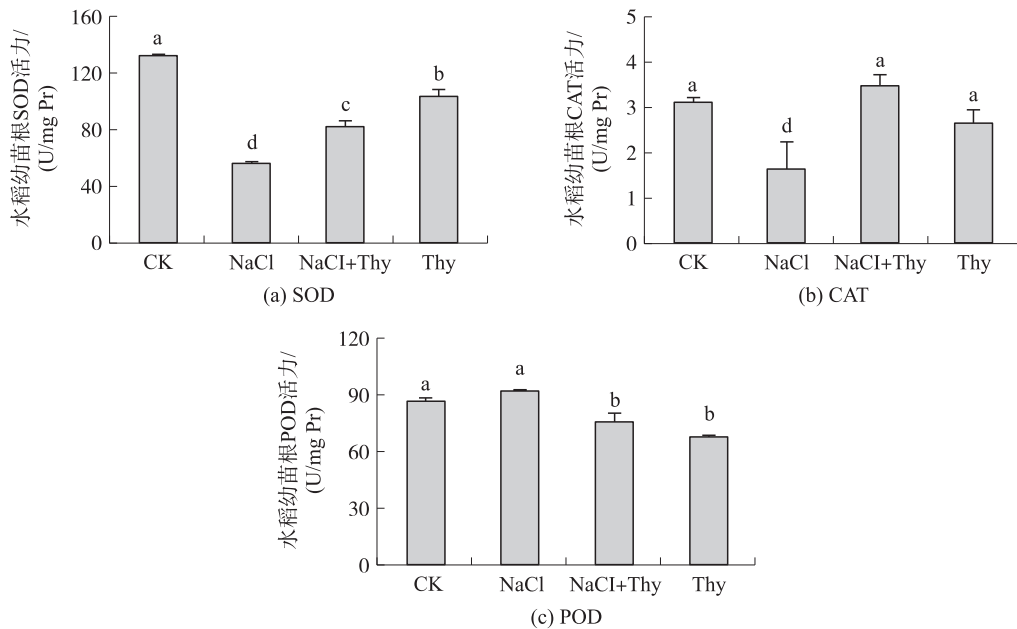 水稻幼苗根SOD活力/
(U/mg Pr)
160
120
80
40
0
a
d
c
b
CK NaCl NaCI+Thy Thy
(a) SOD
水稻幼苗根CAT活力/
(U/mg Pr)
5
4
3
2
1
0
a
d
a
a
CK NaCl NaCI+Thy Thy
(b) CAT
水稻幼苗根POD活力/
(U/mg Pr)
120
90
60
30
0
a
a
b
b
CK NaCl NaCI+Thy Thy
(c) POD